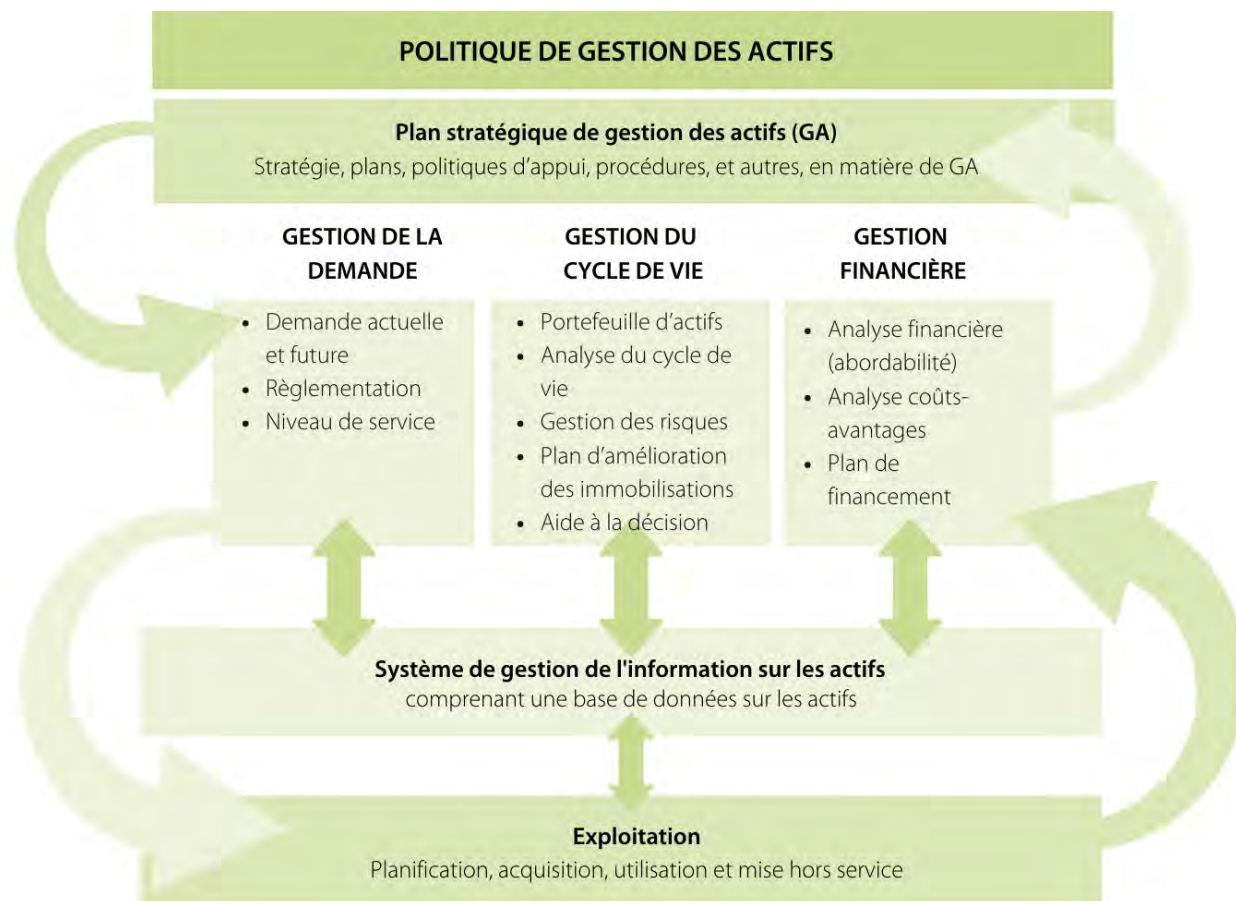 POLITIQUE DE GESTION DES ACTIFS
Plan stratégique de gestion des actifs (GA)
Stratégie, plans, politiques d'appui, procédures, et autres, en matière de GA
GESTION DE LA
DEMANDE
• Demande actuelle
et future
• Règlementation
• Niveau de service
GESTION DU
CYCLE DE VIE
• Portefeuille d'actifs
• Analyse du cycle de
vie
• Gestion des risques
• Plan d'amélioration
des immobilisations
• Aide à la décision
GESTION
FINANCIÈRE
• Analyse financière
(abordabilité)
• Analyse coûts-
avantages
• Plan de
financement
Système de gestion de l'information sur les actifs
comprenant une base de données sur les actifs
Exploitation
Planification, acquisition, utilisation et mise hors service